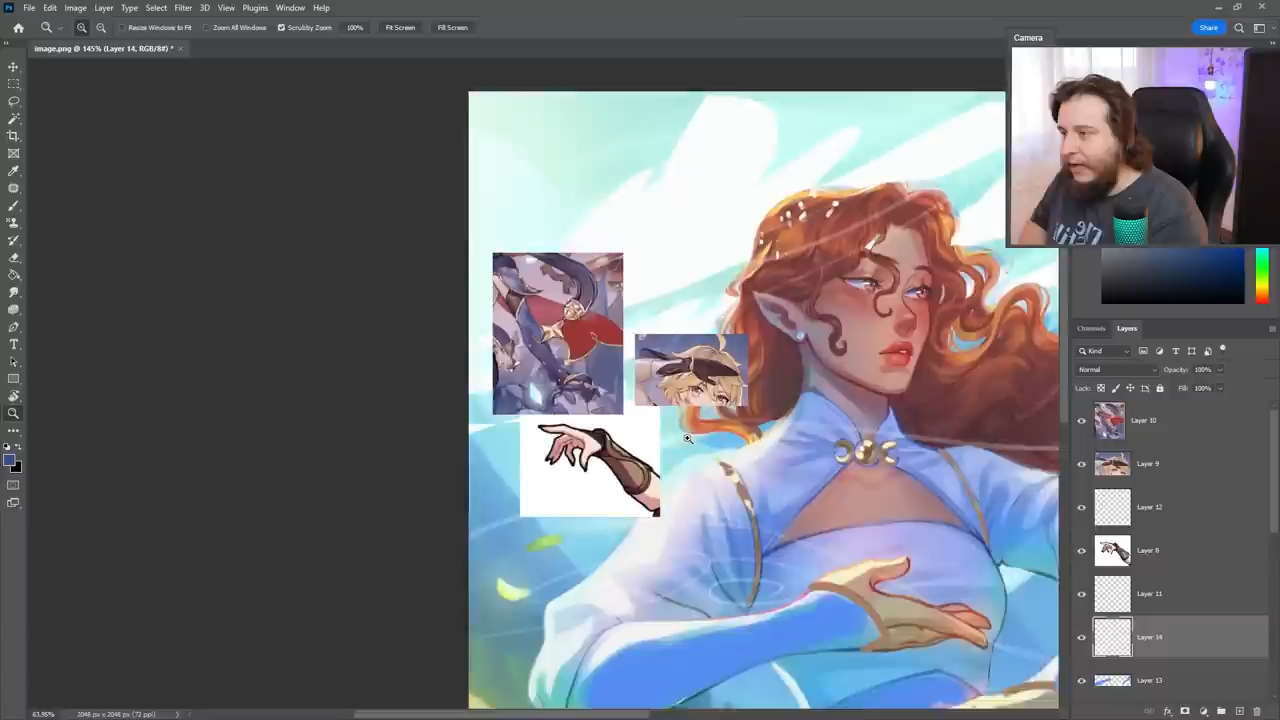 File Edit Image Layer Type Select Filter 3D View Plugins Window Help
Resize Windows to Fit Zoom All Windows Scrubby Zoom 100% Fit Screen Fill Screen Share
Camera
image.png @ 145% (Layer 14, RGB/8#) *
Channels Layers
Kind
Normal Opacity: 100%
Lock: Fill: 100%
Layer 10
Layer 9
Layer 12
Layer 8
Layer 11
Layer 14
Layer 13
63.95% 2048 px x 2048 px (72 ppi)